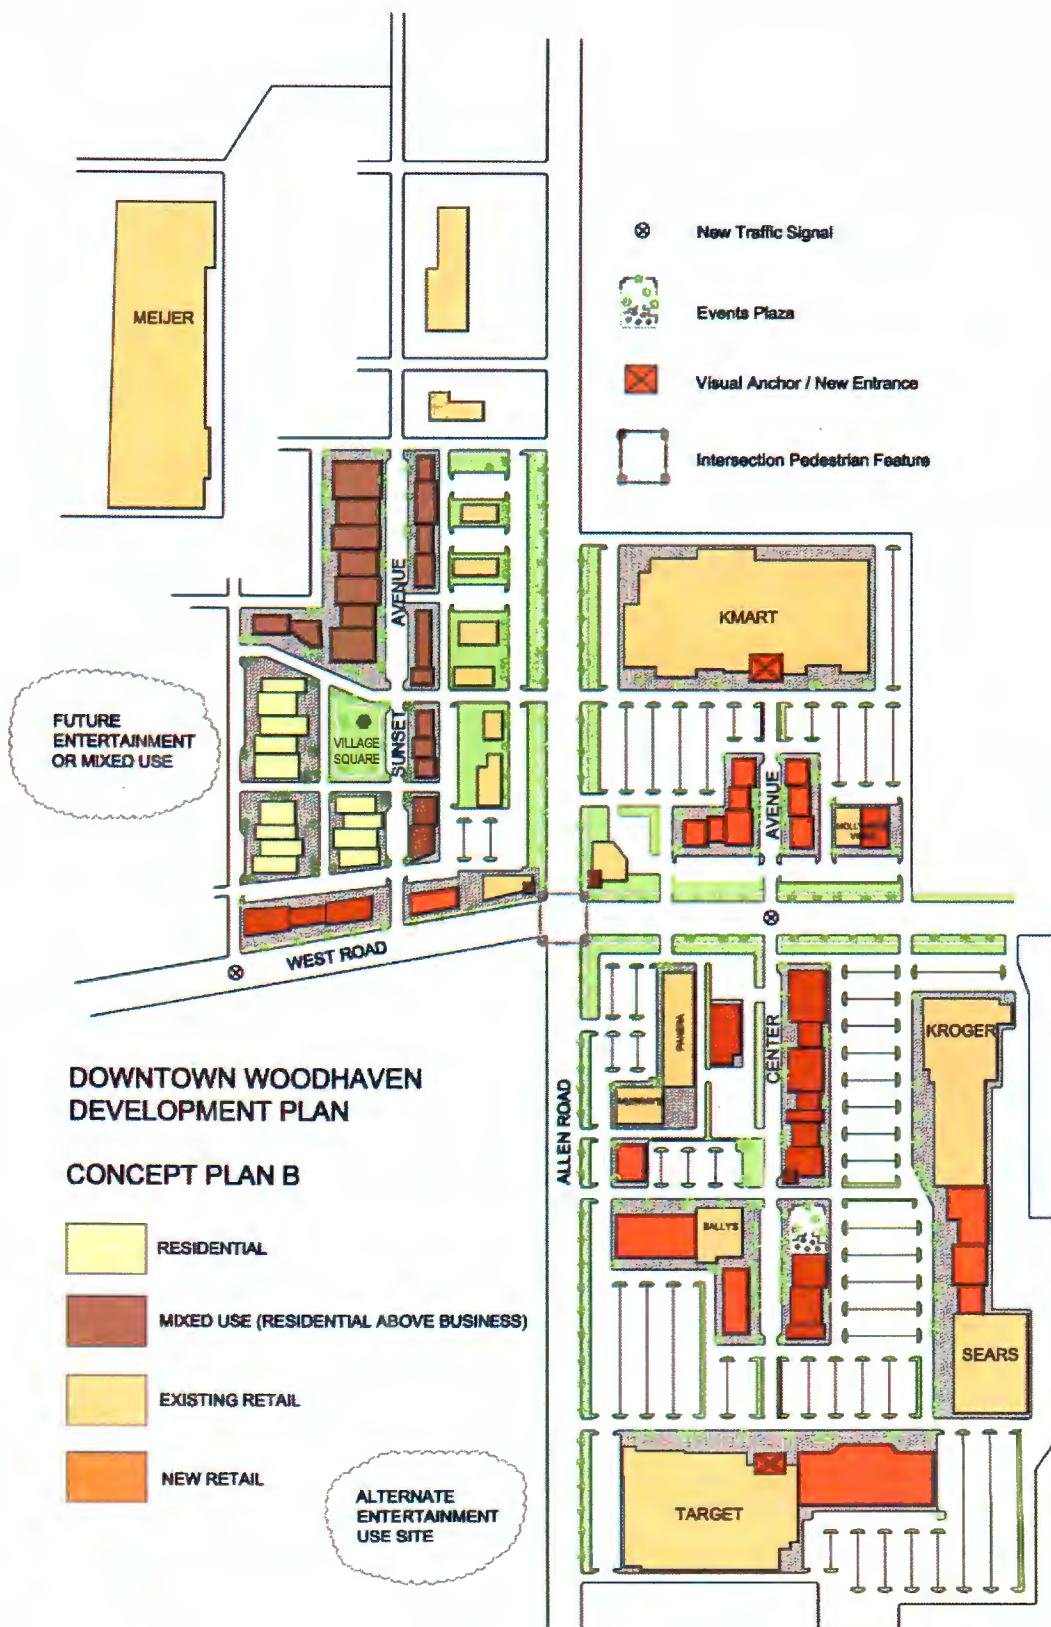 New Traffic Signal
MEIJER
Events Plaza
Visual Anchor / New Entrance
Intersection Pedestrian Feature
AVENUE
KMART
FUTURE
ENTERTAINMENT
OR MIXED USE
VILLAGE
SQUARE
SUNSET
AVENUE
WEST ROAD
KROGER
PANERA
CENTER
DOWNTOWN WOODHAVEN
DEVELOPMENT PLAN
ALLEN ROAD
CONCEPT PLAN B
BALLY'S
RESIDENTIAL
MIXED USE (RESIDENTIAL ABOVE BUSINESS)
SEARS
EXISTING RETAIL
NEW RETAIL
ALTERNATE
ENTERTAINMENT
USE SITE
TARGET